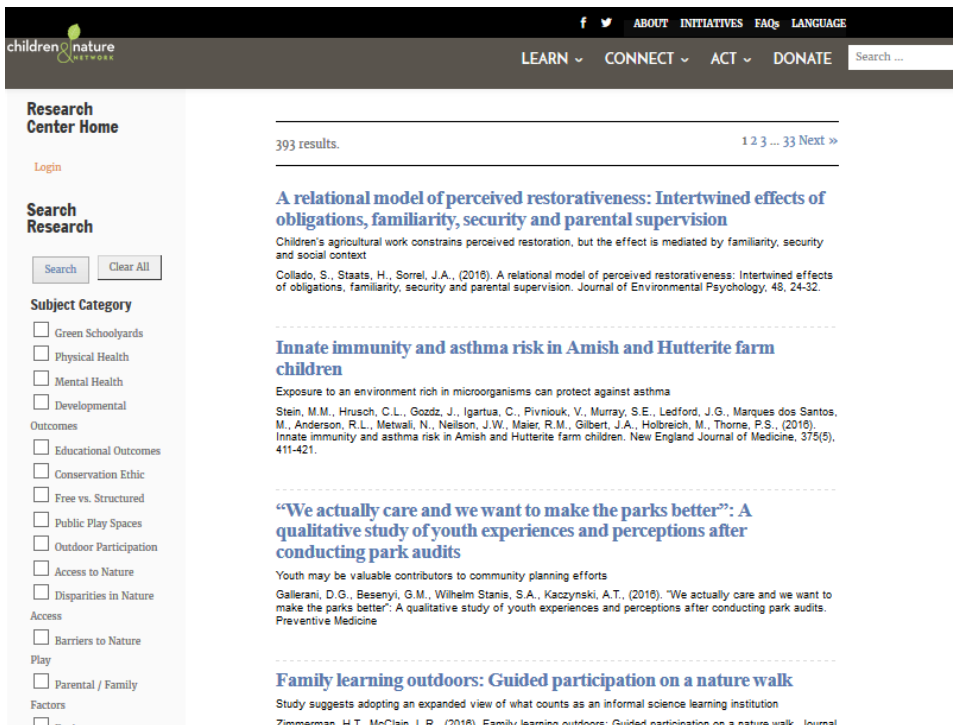 ABOUT INITIATIVES FAQs LANGUAGE
children & nature
NETWORK
LEARN CONNECT ACT DONATE Search ...
Research
Center Home
Login
Search
Research
Search Clear All
Subject Category
Green Schoolyards
Physical Health
Mental Health
Developmental
Outcomes
Educational Outcomes
Conservation Ethic
Free vs. Structured
Public Play Spaces
Outdoor Participation
Access to Nature
Disparities in Nature
Access
Barriers to Nature
Play
Parental / Family
Factors
393 results. 1 2 3 ... 33 Next »
A relational model of perceived restorativeness: Intertwined effects of
obligations, familiarity, security and parental supervision
Children's agricultural work constrains perceived restoration, but the effect is mediated by familiarity, security
and social context
Collado, S., Staats, H., Sorrel, J.A., (2016). A relational model of perceived restorativeness: Intertwined effects
of obligations, familiarity, security and parental supervision. Journal of Environmental Psychology, 48, 24-32.
Innate immunity and asthma risk in Amish and Hutterite farm
children
Exposure to an environment rich in microorganisms can protect against asthma
Stein, M.M., Hrusch, C.L., Gozdz, J., Igartua, C., Pivniouk, V., Murray, S.E., Ledford, J.G., Marques dos Santos,
M., Anderson, R.L., Metwali, N., Neilson, J.W., Maier, R.M., Gilbert, J.A., Holbreich, M., Thorne, P.S., (2016).
Innate immunity and asthma risk in Amish and Hutterite farm children. New England Journal of Medicine, 375(5),
411-421.
“We actually care and we want to make the parks better”: A
qualitative study of youth experiences and perceptions after
conducting park audits
Youth may be valuable contributors to community planning efforts
Gallerani, D.G., Besenyi, G.M., Wilhelm Stanis, S.A., Kaczynski, A.T., (2016). "We actually care and we want to
make the parks better": A qualitative study of youth experiences and perceptions after conducting park audits.
Preventive Medicine
Family learning outdoors: Guided participation on a nature walk
Study suggests adopting an expanded view of what counts as an informal science learning institution
Zimmerman, H.T., McClain, L.R., (2016). Family learning outdoors: Guided participation on a nature walk. Journal